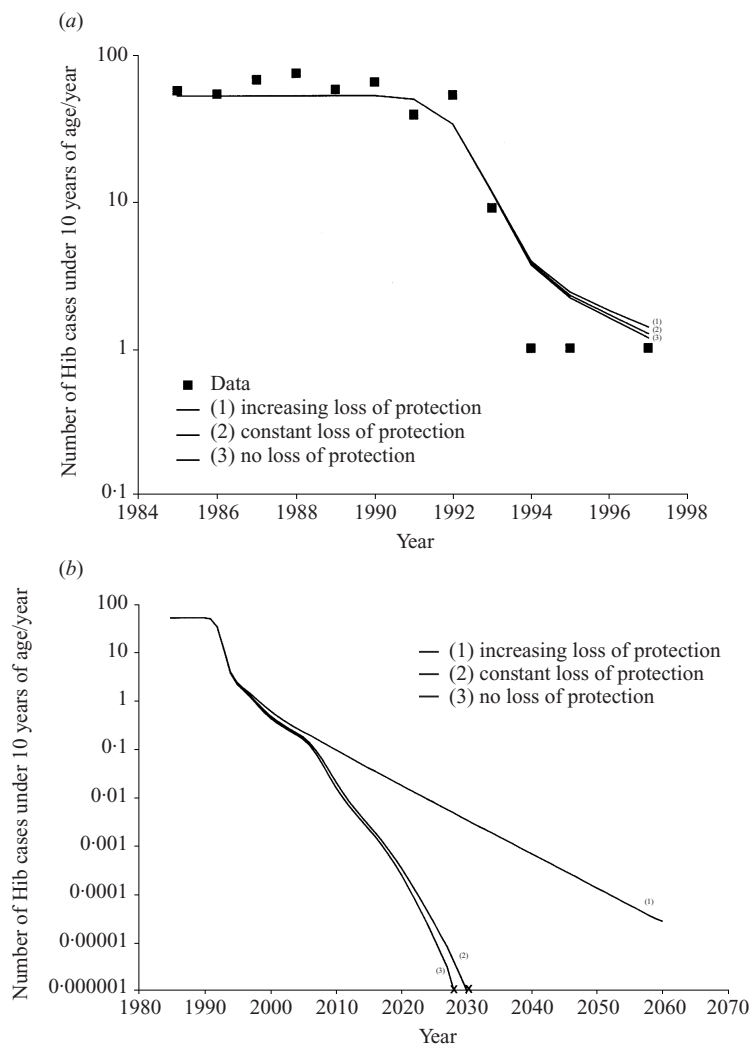 (a)
100
10
1
0·1
Number of Hib cases under 10 years of age/year
(1)
(2)
(3)
Data
(1) increasing loss of protection
(2) constant loss of protection
(3) no loss of protection
1984 1986 1988 1990 1992 1994 1996 1998
Year
(b)
100
10
1
0·1
0·01
0·001
0·0001
0·00001
0·000001
Number of Hib cases under 10 years of age/year
(1) increasing loss of protection
(2) constant loss of protection
(3) no loss of protection
(1)
(2)
(3)
1980 1990 2000 2010 2020 2030 2040 2050 2060 2070
Year